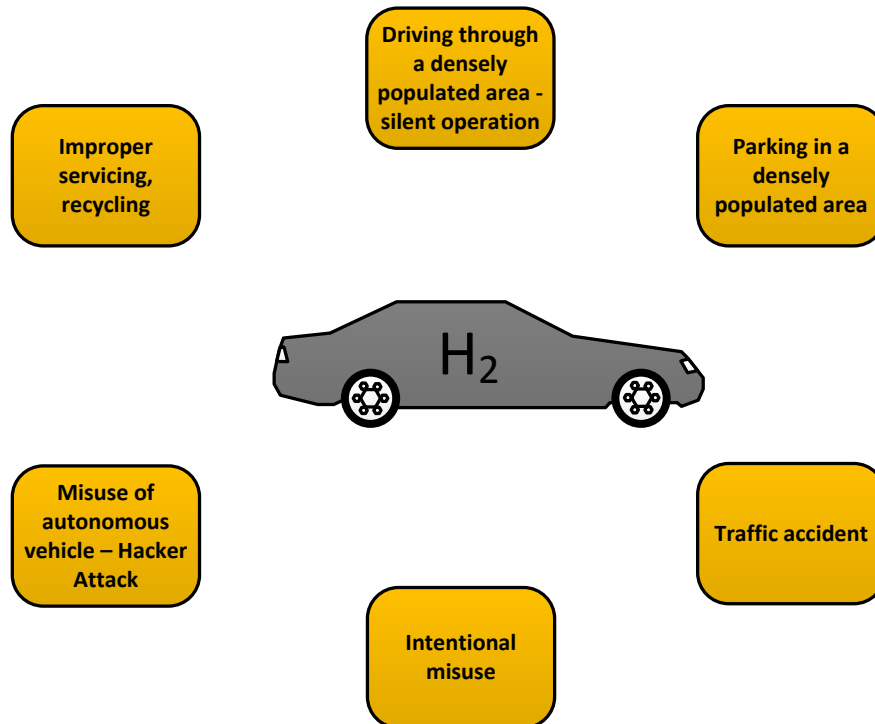 Driving through
a densely
populated area -
silent operation
Improper
servicing,
recycling
Parking in a
densely
populated area
H₂
Misuse of
autonomous
vehicle – Hacker
Attack
Traffic accident
Intentional
misuse